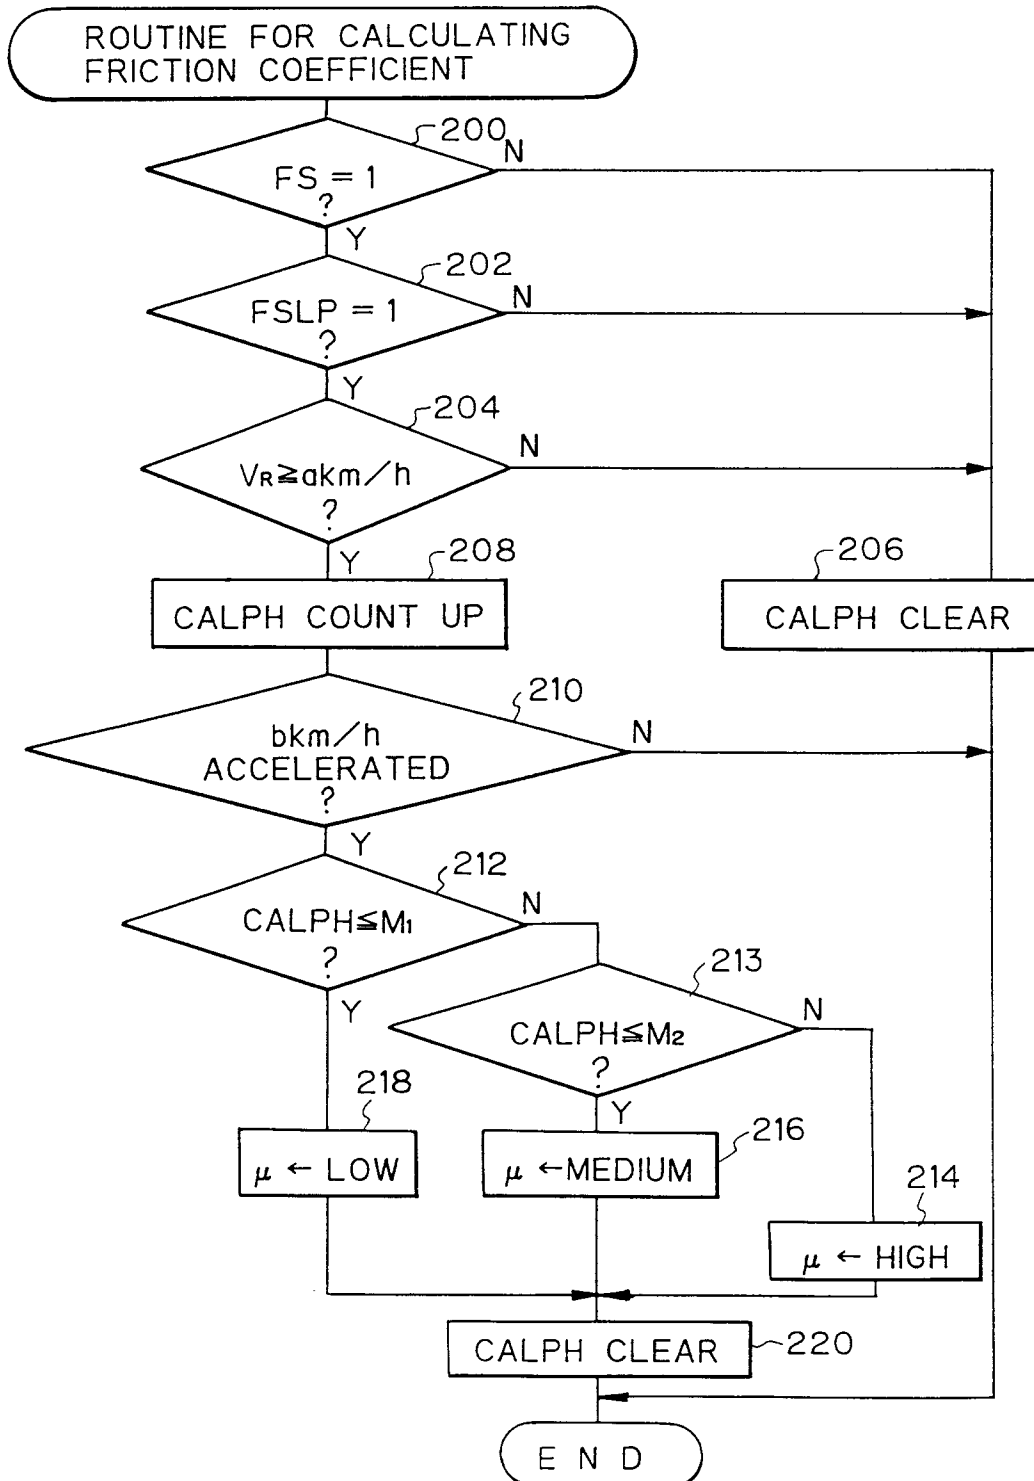 ROUTINE FOR CALCULATING
FRICTION COEFFICIENT
200
N
FS = 1
?
Y
202
N
FSLP = 1
?
Y
204
N
VR≧akm/h
?
Y
208
206
CALPH COUNT UP
CALPH CLEAR
210
N
bkm/h
ACCELERATED
?
Y
212
N
CALPH≦M1
?
Y
213
N
CALPH≦M2
?
Y
218
216
μ ← LOW
μ ← MEDIUM
214
μ ← HIGH
CALPH CLEAR
220
END